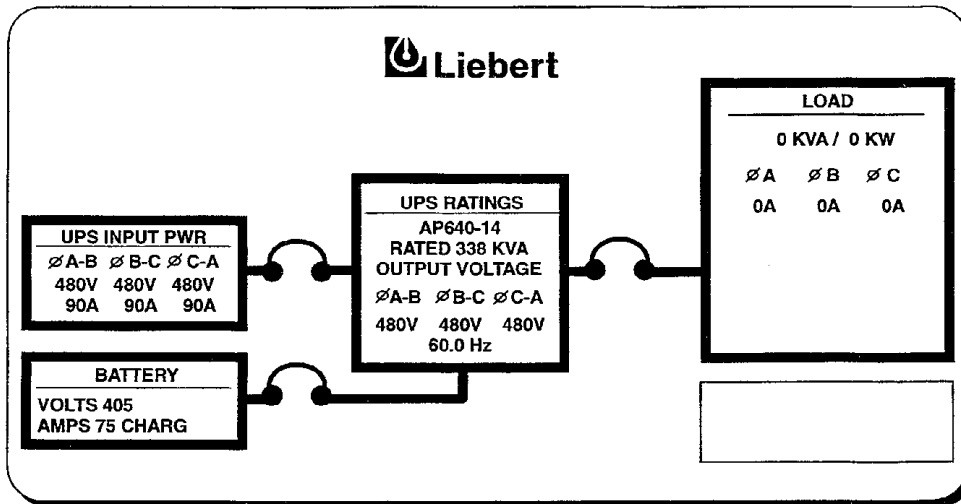 Liebert
LOAD
0 KVA / 0 KW
ØA ØB ØC
0A 0A 0A
UPS RATINGS
AP640-14
RATED 338 KVA
OUTPUT VOLTAGE
ØA-B ØB-C ØC-A
480V 480V 480V
60.0 Hz
UPS INPUT PWR
ØA-B ØB-C ØC-A
480V 480V 480V
90A 90A 90A
BATTERY
VOLTS 405
AMPS 75 CHARG